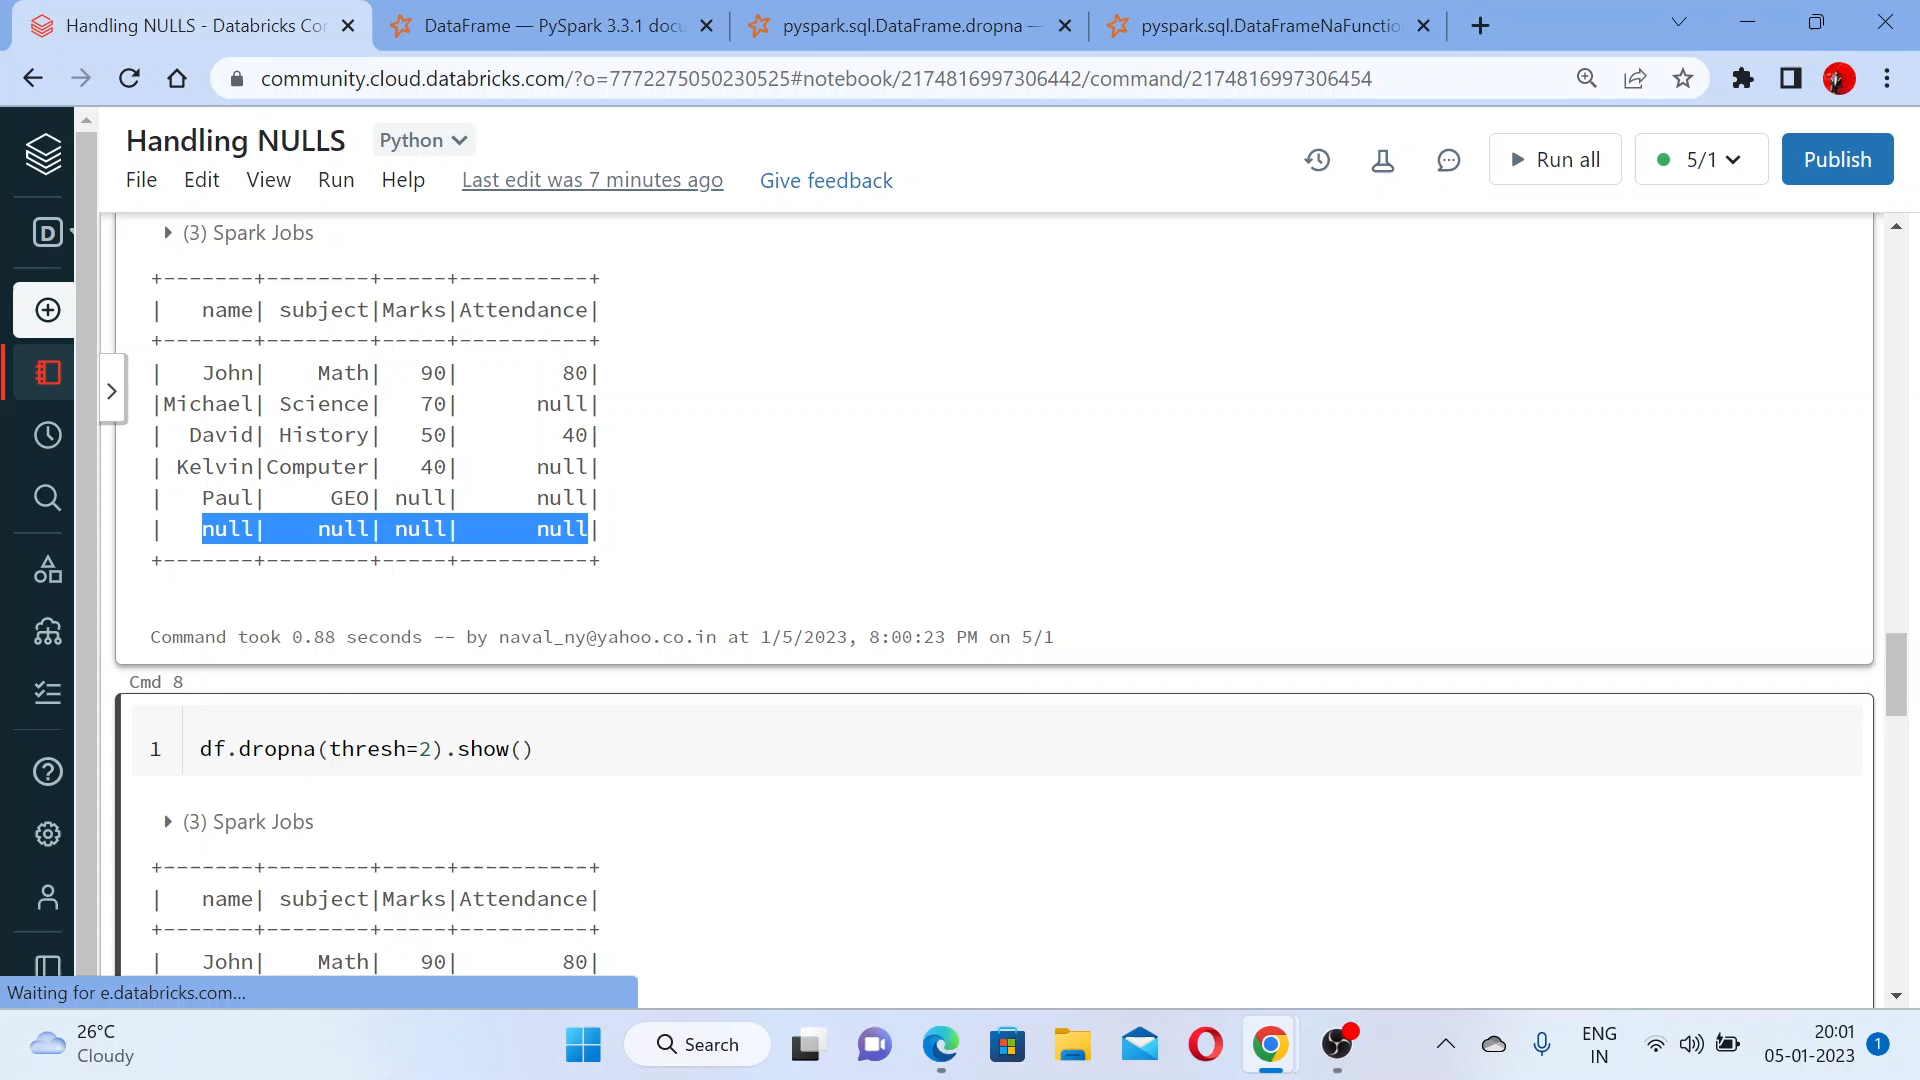 Handling NULLS - Databricks Co
DataFrame — PySpark 3.3.1 docu
pyspark.sql.DataFrame.dropna —
pyspark.sql.DataFrameNaFunctio
community.cloud.databricks.com/?o=7772275050230525#notebook/2174816997306442/command/2174816997306454
Handling NULLS
Python
File Edit View Run Help Last edit was 7 minutes ago Give feedback
Run all
5/1
Publish
D
(3) Spark Jobs
+-------+--------+-----+----------+
|   name| subject|Marks|Attendance|
+-------+--------+-----+----------+
|   John|    Math|   90|        80|
|Michael| Science|   70|      null|
|  David| History|   50|        40|
| Kelvin|Computer|   40|      null|
|   Paul|     GEO| null|      null|
|   null|    null| null|      null|
+-------+--------+-----+----------+
Command took 0.88 seconds -- by naval_ny@yahoo.co.in at 1/5/2023, 8:00:23 PM on 5/1
Cmd 8
1 df.dropna(thresh=2).show()
(3) Spark Jobs
+-------+--------+-----+----------+
|   name| subject|Marks|Attendance|
+-------+--------+-----+----------+
|   John|    Math|   90|        80|
Waiting for e.databricks.com...
26°C
Cloudy
Search
ENG
IN
20:01
05-01-2023
1